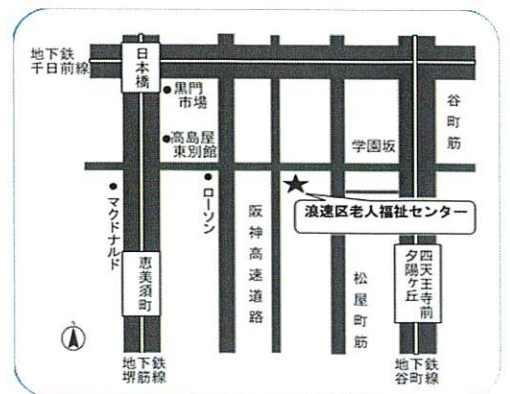 地下鉄
千日前線
日本橋
黒門
市場
高島屋
東別館
谷町筋
学園坂
マクドナルド
ローソン
阪神高速道路
浪速区老人福祉センター
恵美須町
松屋町筋
四天王寺前
夕陽ヶ丘
地下鉄
堺筋線
地下鉄
谷町線